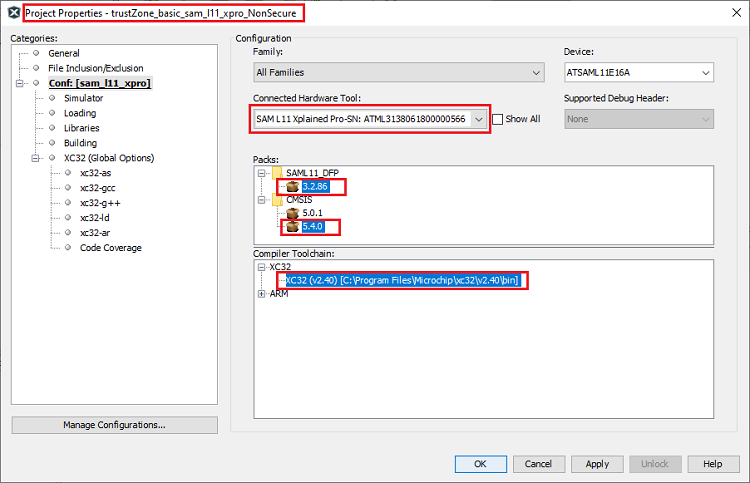 Project Properties - trustZone_basic_sam_l11_xpro_NonSecure
Categories:
General
File Inclusion/Exclusion
Conf: [sam_l11_xpro]
Simulator
Loading
Libraries
Building
XC32 (Global Options)
xc32-as
xc32-gcc
xc32-g++
xc32-ld
xc32-ar
Code Coverage
Manage Configurations...
Configuration
Family:
Device:
All Families
ATSAML11E16A
Connected Hardware Tool:
Supported Debug Header:
SAM L11 Xplained Pro-SN: ATML3138061800000566
Show All
None
Packs:
SAML11_DFP
3.2.86
CMSIS
5.0.1
5.4.0
Compiler Toolchain:
XC32
XC32 (v2.40) [C:\Program Files\Microchip\xc32\v2.40\bin]
ARM
OK
Cancel
Apply
Unlock
Help